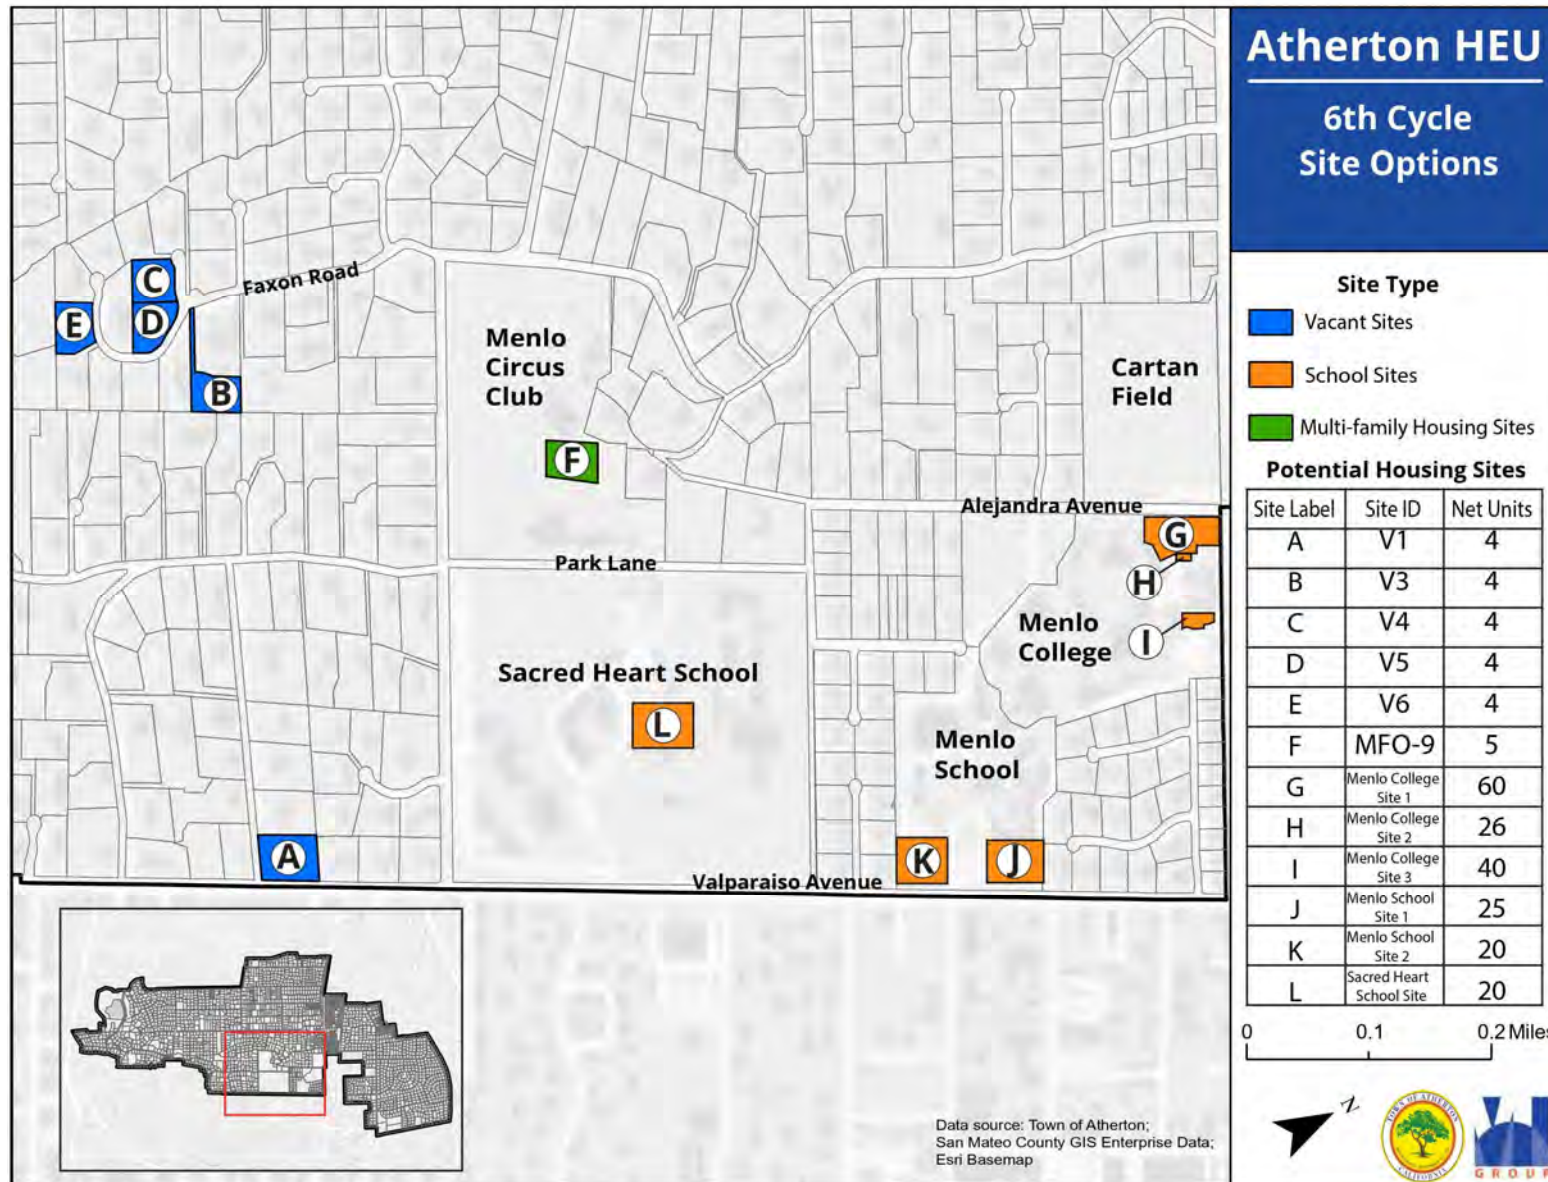 Atherton HEU
6th Cycle
Site Options
Site Type
Vacant Sites
School Sites
Multi-family Housing Sites
Potential Housing Sites
Site Label Site ID Net Units
A V1 4
B V3 4
C V4 4
D V5 4
E V6 4
F MFO-9 5
G Menlo College Site 1 60
H Menlo College Site 2 26
I Menlo College Site 3 40
J Menlo School Site 1 25
K Menlo School Site 2 20
L Sacred Heart School Site 20
0 0.1 0.2 Miles
N
TOWN OF ATHERTON
CALIFORNIA
GROUP
C
D
E
B
Faxon Road
Menlo
Circus
Club
F
Cartan
Field
Alejandra Avenue
G
H
I
Park Lane
Menlo
College
Sacred Heart School
L
Menlo
School
A
K
J
Valparaiso Avenue
Data source: Town of Atherton;
San Mateo County GIS Enterprise Data;
Esri Basemap